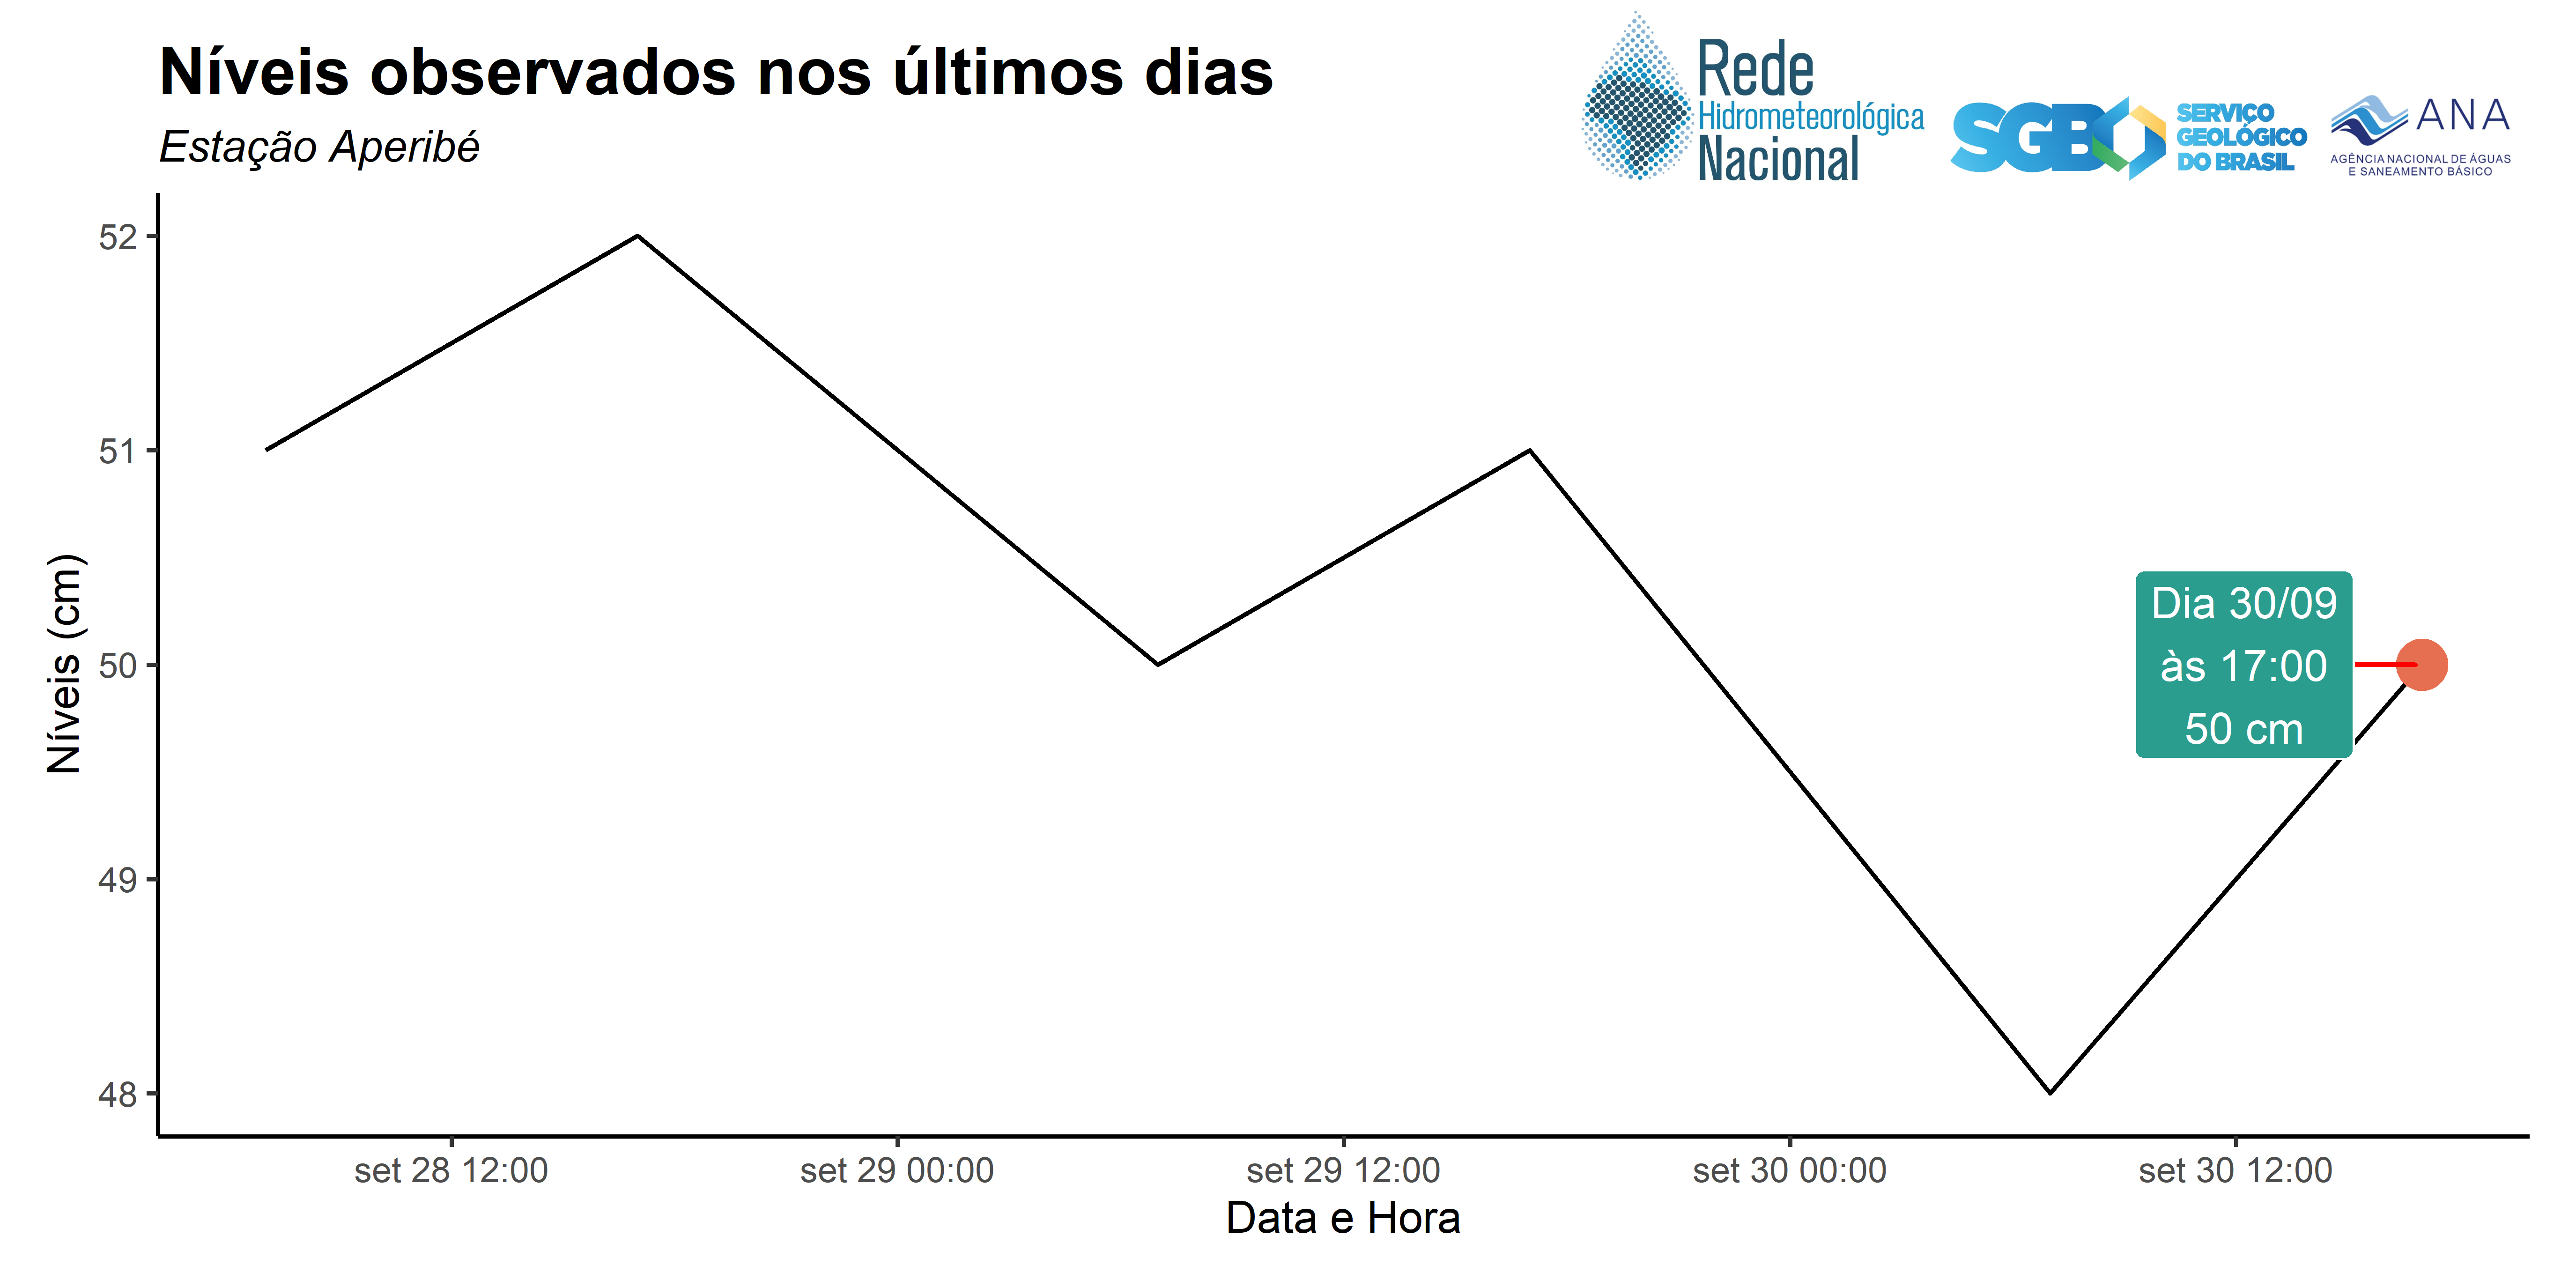 Níveis observados nos últimos dias
Estação Aperibé
Rede
Hidrometeorológica
Nacional
SGB
SERVIÇO
GEOLÓGICO
DO BRASIL
ANA
AGÊNCIA NACIONAL DE ÁGUAS
E SANEAMENTO BÁSICO
Níveis (cm)
52
51
50
49
48
Dia 30/09
às 17:00
50 cm
set 28 12:00
set 29 00:00
set 29 12:00
set 30 00:00
set 30 12:00
Data e Hora